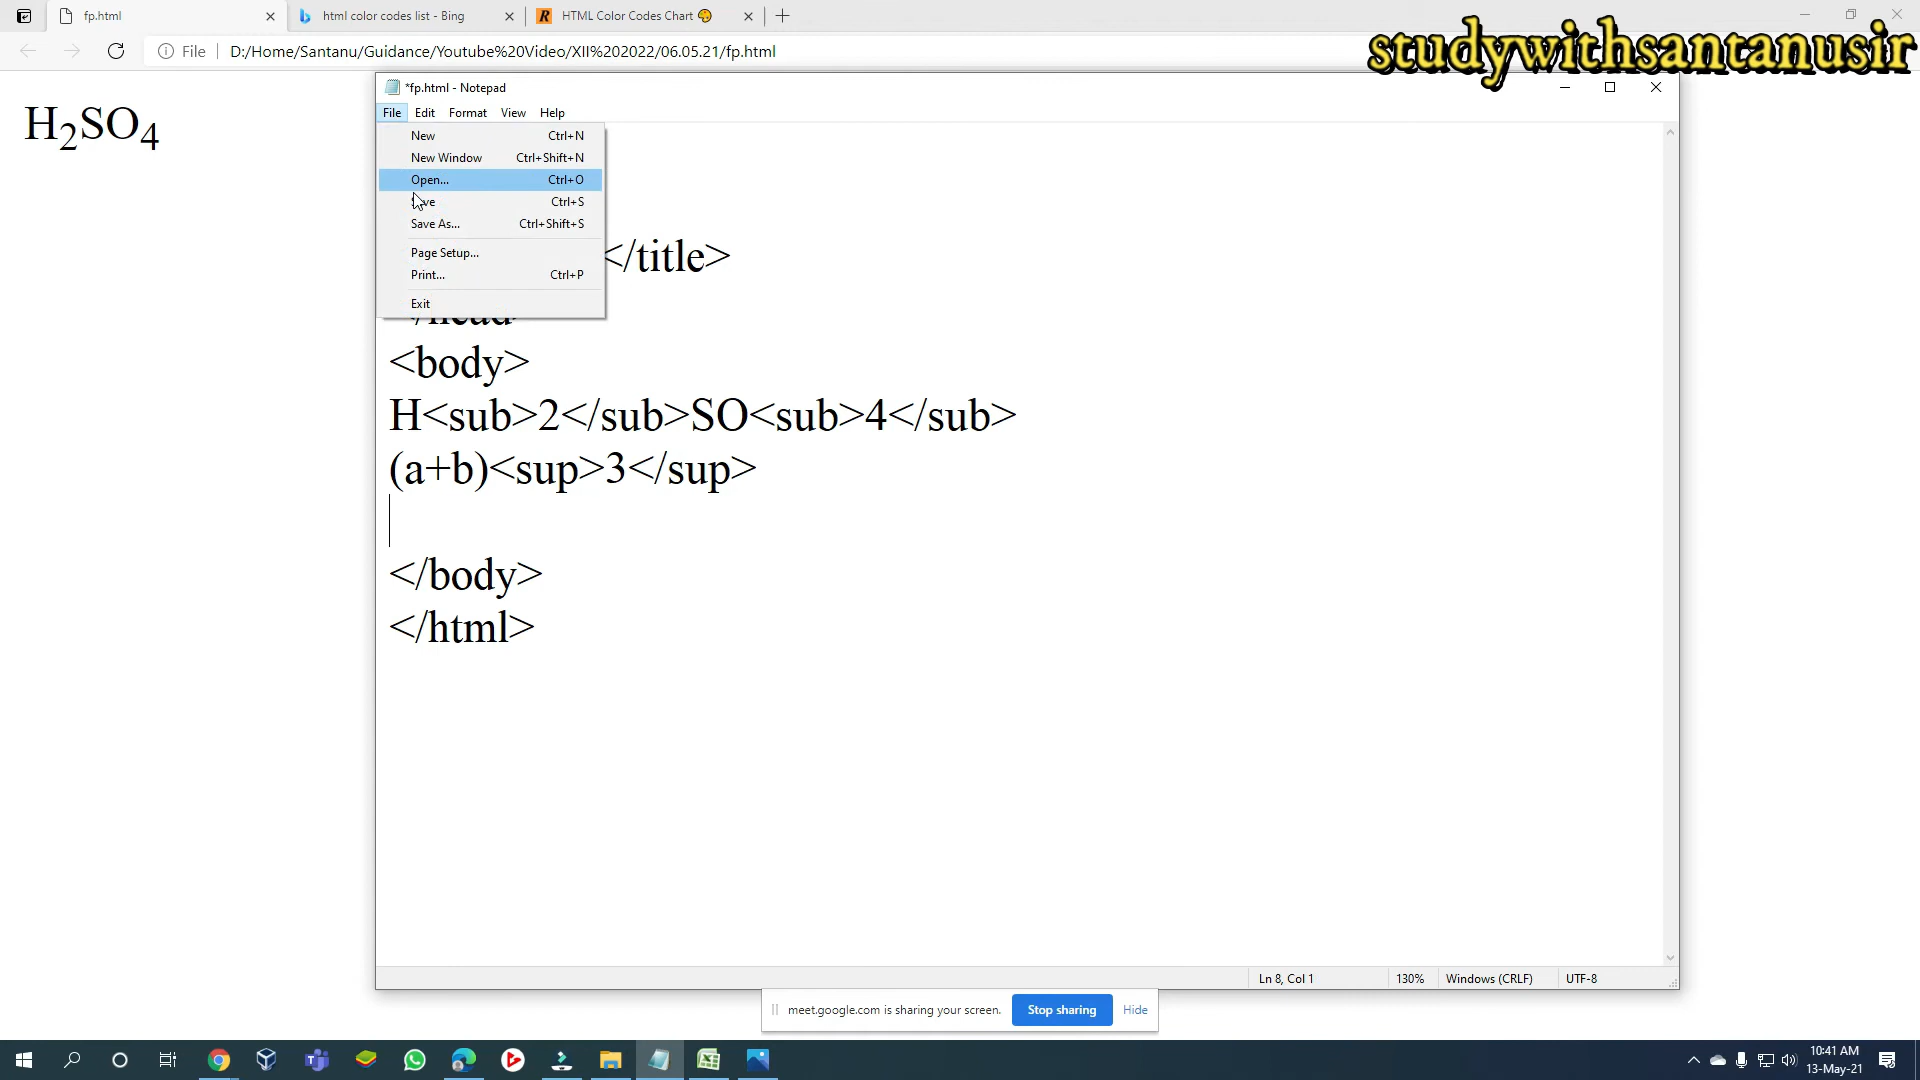 fp.html
html color codes list - Bing
HTML Color Codes Chart
File
D:/Home/Santanu/Guidance/Youtube%20Video/XII%202022/06.05.21/fp.html
studywithsantanusir
H2SO4
*fp.html - Notepad
File Edit Format View Help
New Ctrl+N
New Window Ctrl+Shift+N
Open... Ctrl+O
Ctrl+S
Save As... Ctrl+Shift+S
Page Setup...
Print... Ctrl+P
Exit
</title>
<body>
H<sub>2</sub>SO<sub>4</sub>
(a+b)<sup>3</sup>
</body>
</html>
Ln 8, Col 1
130%
Windows (CRLF)
UTF-8
meet.google.com is sharing your screen.
Stop sharing
Hide
10:41 AM
13-May-21